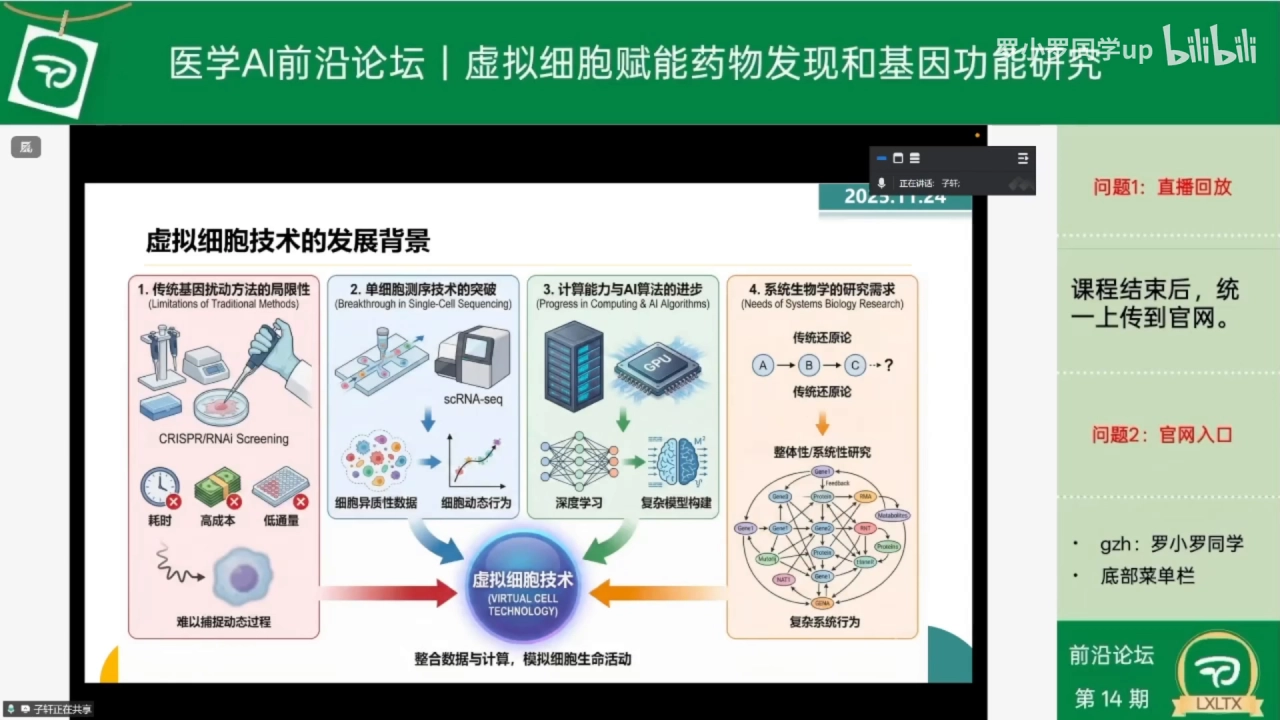 医学AI前沿论坛｜虚拟细胞赋能药物发现和基因功能研究
罗小罗同学up bilibili
正在讲话: 子轩;
2025.11.24
虚拟细胞技术的发展背景
1. 传统基因扰动方法的局限性
(Limitations of Traditional Methods)
CRISPR/RNAi Screening
耗时
高成本
低通量
难以捕捉动态过程
2. 单细胞测序技术的突破
(Breakthrough in Single-Cell Sequencing)
scRNA-seq
细胞异质性数据
细胞动态行为
3. 计算能力与AI算法的进步
(Progress in Computing & AI Algorithms)
GPU
深度学习
复杂模型构建
4. 系统生物学的研究需求
(Needs of Systems Biology Research)
传统还原论
A B C ?
传统还原论
整体性/系统性研究
Gene1
Feedback
Protein
RMA
Metabolites
Gene1
Gene2
RNT
Proteins
Protein
NAT1
Gene1
复杂系统行为
虚拟细胞技术
(VIRTUAL CELL
TECHNOLOGY)
整合数据与计算，模拟细胞生命活动
问题1：直播回放
课程结束后，统
一上传到官网。
问题2：官网入口
• gzh：罗小罗同学
• 底部菜单栏
前沿论坛
第 14 期
LXLTX
子轩正在共享